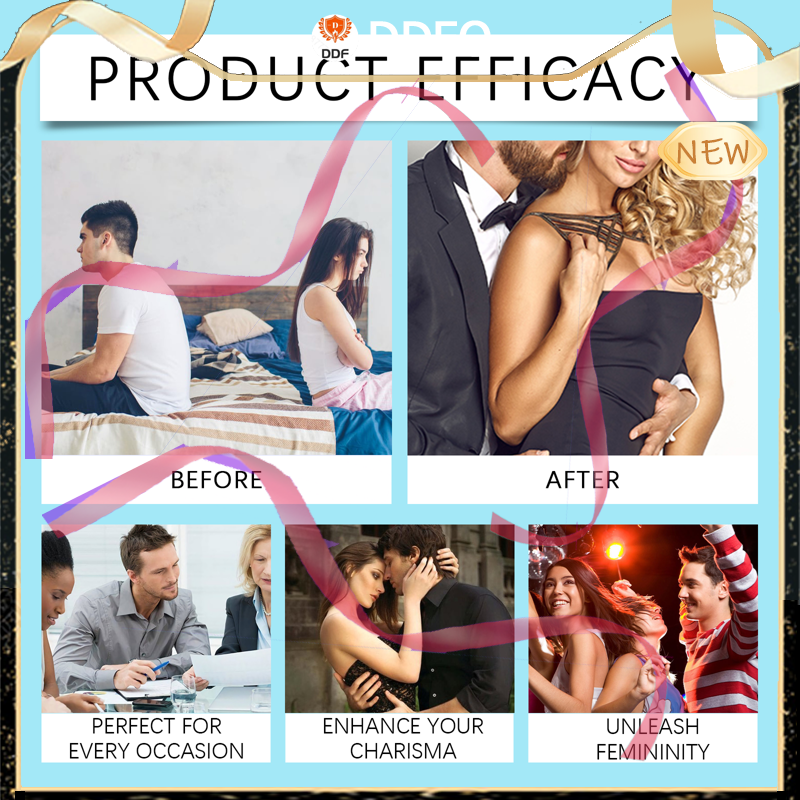 DDF
PRODUCT EFFICACY
NEW
BEFORE
AFTER
PERFECT FOR
EVERY OCCASION
ENHANCE YOUR
CHARISMA
UNLEASH
FEMININITY